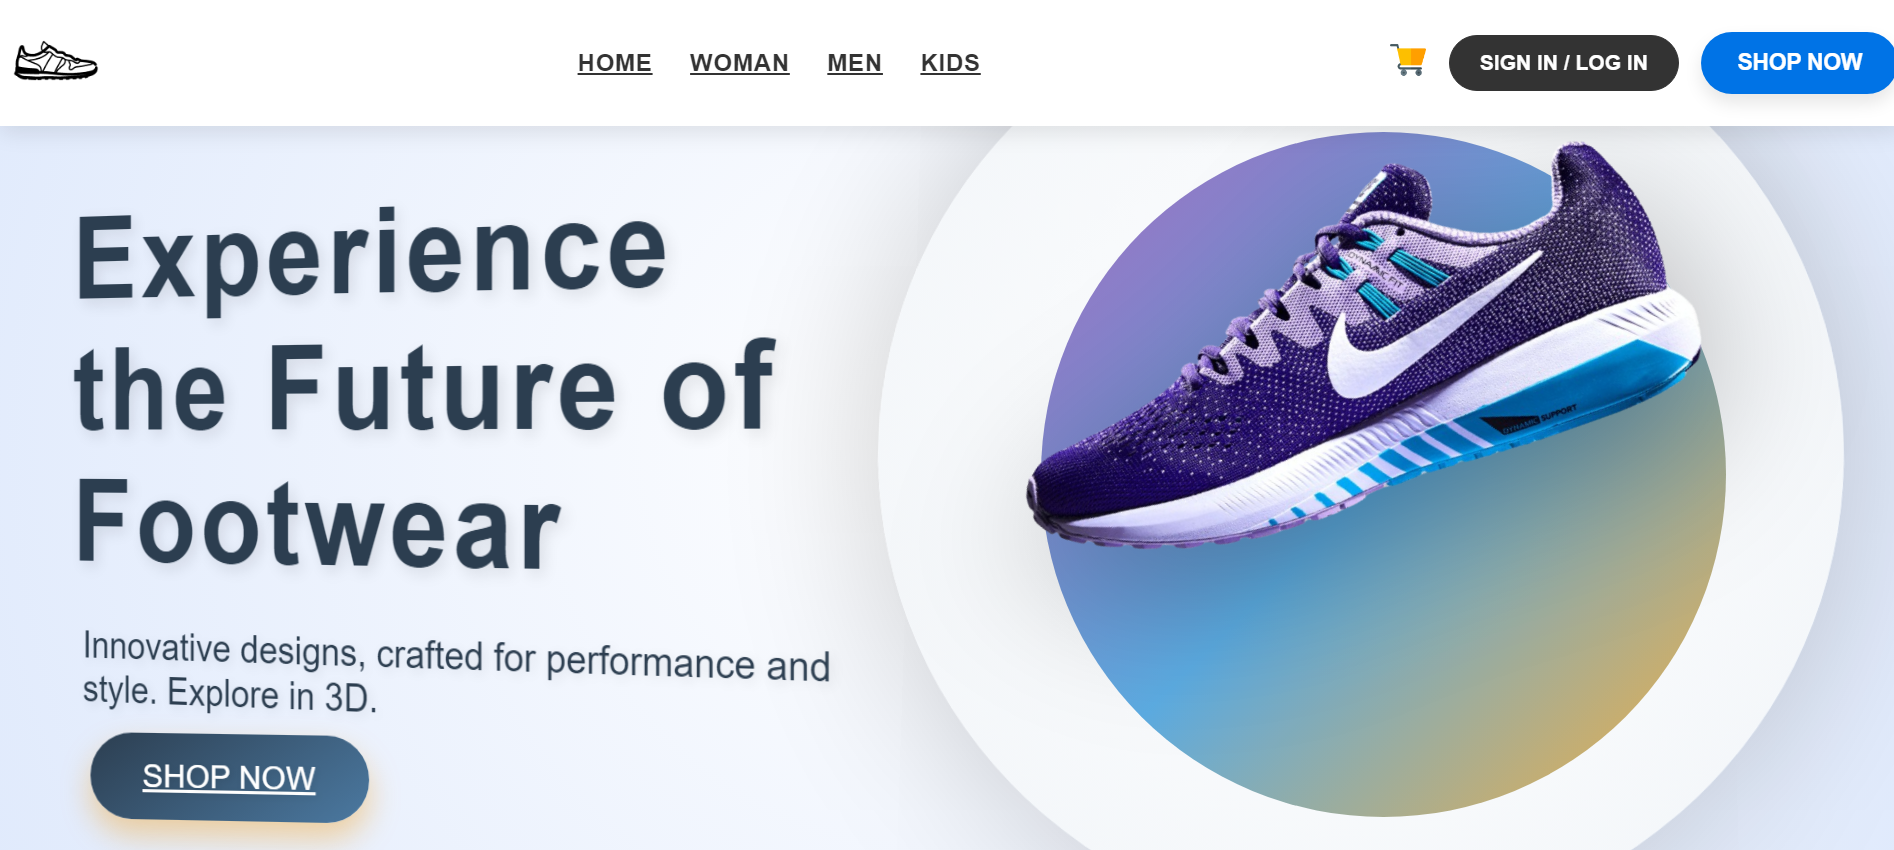 HOME WOMAN MEN KIDS SIGN IN / LOG IN SHOP NOW
Experience
the Future of
Footwear
Innovative designs, crafted for performance and
style. Explore in 3D.
SHOP NOW
DYNAMIC SUPPORT